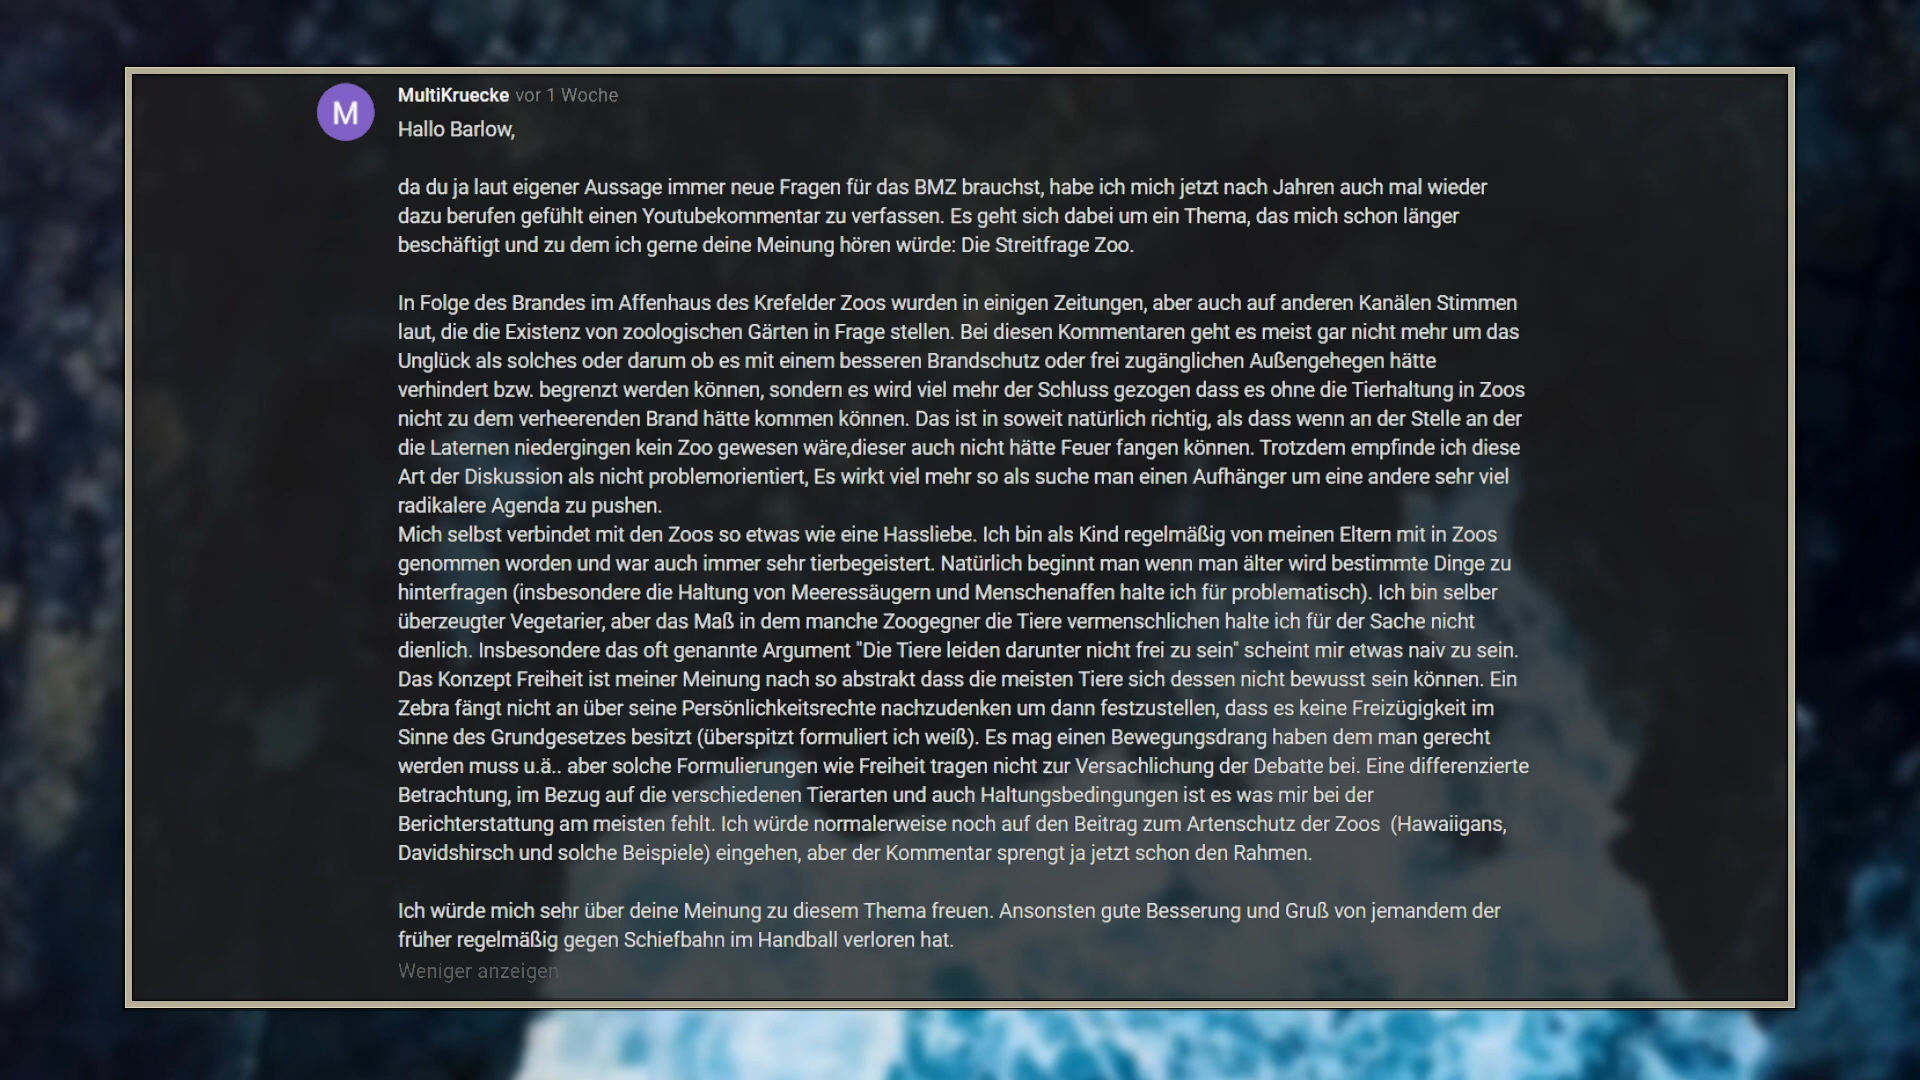 M
MultiKruecke vor 1 Woche
Hallo Barlow,
da du ja laut eigener Aussage immer neue Fragen für das BMZ brauchst, habe ich mich jetzt nach Jahren auch mal wieder
dazu berufen gefühlt einen Youtubekommentar zu verfassen. Es geht sich dabei um ein Thema, das mich schon länger
beschäftigt und zu dem ich gerne deine Meinung hören würde: Die Streitfrage Zoo.
In Folge des Brandes im Affenhaus des Krefelder Zoos wurden in einigen Zeitungen, aber auch auf anderen Kanälen Stimmen
laut, die die Existenz von zoologischen Gärten in Frage stellen. Bei diesen Kommentaren geht es meist gar nicht mehr um das
Unglück als solches oder darum ob es mit einem besseren Brandschutz oder frei zugänglichen Außengehegen hätte
verhindert bzw. begrenzt werden können, sondern es wird viel mehr der Schluss gezogen dass es ohne die Tierhaltung in Zoos
nicht zu dem verheerenden Brand hätte kommen können. Das ist in soweit natürlich richtig, als dass wenn an der Stelle an der
die Laternen niedergingen kein Zoo gewesen wäre,dieser auch nicht hätte Feuer fangen können. Trotzdem empfinde ich diese
Art der Diskussion als nicht problemorientiert, Es wirkt viel mehr so als suche man einen Aufhänger um eine andere sehr viel
radikalere Agenda zu pushen.
Mich selbst verbindet mit den Zoos so etwas wie eine Hassliebe. Ich bin als Kind regelmäßig von meinen Eltern mit in Zoos
genommen worden und war auch immer sehr tierbegeistert. Natürlich beginnt man wenn man älter wird bestimmte Dinge zu
hinterfragen (insbesondere die Haltung von Meeressäugern und Menschenaffen halte ich für problematisch). Ich bin selber
überzeugter Vegetarier, aber das Maß in dem manche Zoogegner die Tiere vermenschlichen halte ich für der Sache nicht
dienlich. Insbesondere das oft genannte Argument "Die Tiere leiden darunter nicht frei zu sein" scheint mir etwas naiv zu sein.
Das Konzept Freiheit ist meiner Meinung nach so abstrakt dass die meisten Tiere sich dessen nicht bewusst sein können. Ein
Zebra fängt nicht an über seine Persönlichkeitsrechte nachzudenken um dann festzustellen, dass es keine Freizügigkeit im
Sinne des Grundgesetzes besitzt (überspitzt formuliert ich weiß). Es mag einen Bewegungsdrang haben dem man gerecht
werden muss u.ä.. aber solche Formulierungen wie Freiheit tragen nicht zur Versachlichung der Debatte bei. Eine differenzierte
Betrachtung, im Bezug auf die verschiedenen Tierarten und auch Haltungsbedingungen ist es was mir bei der
Berichterstattung am meisten fehlt. Ich würde normalerweise noch auf den Beitrag zum Artenschutz der Zoos (Hawaiigans,
Davidshirsch und solche Beispiele) eingehen, aber der Kommentar sprengt ja jetzt schon den Rahmen.
Ich würde mich sehr über deine Meinung zu diesem Thema freuen. Ansonsten gute Besserung und Gruß von jemandem der
früher regelmäßig gegen Schiefbahn im Handball verloren hat.
Weniger anzeigen